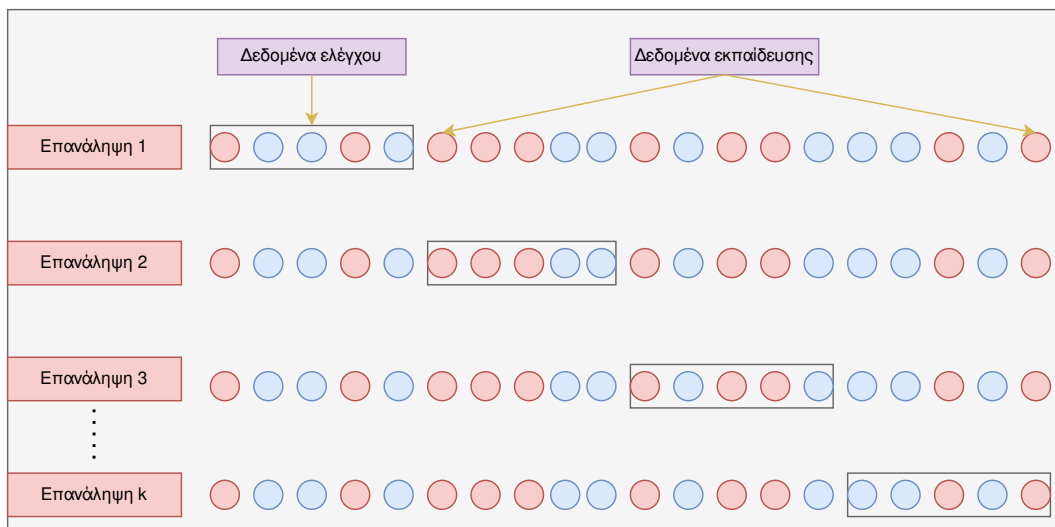 Δεδομένα ελέγχου
Δεδομένα εκπαίδευσης
Επανάληψη 1
Επανάληψη 2
Επανάληψη 3
Επανάληψη k